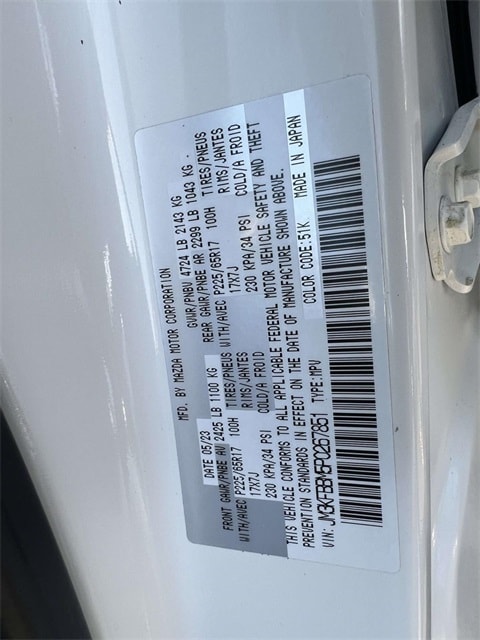 MFD. BY MAZDA MOTOR CORPORATION
DATE 05/23 GVWR/PNBV 4724 LB 2143 KG
FRONT GAWR/PNBE AV 2425 LB 1100 KG REAR GAWR/PNBE AR 2299 LB 1043 KG
TIRES/PNEUS TIRES/PNEUS
WITH/AVEC P225/65R17 100H RIMS/JANTES WITH/AVEC P225/65R17 100H RIMS/JANTES
17X7J COLD/A FROID 17X7J COLD/A FROID
230 KPA/34 PSI 230 KPA/34 PSI
THIS VEHICLE CONFORMS TO ALL APPLICABLE FEDERAL MOTOR VEHICLE SAFETY AND THEFT
PREVENTION STANDARDS IN EFFECT ON THE DATE OF MANUFACTURE SHOWN ABOVE.
VIN: JM3KFBBM5P0267851 TYPE:MPV COLOR CODE:51K MADE IN JAPAN